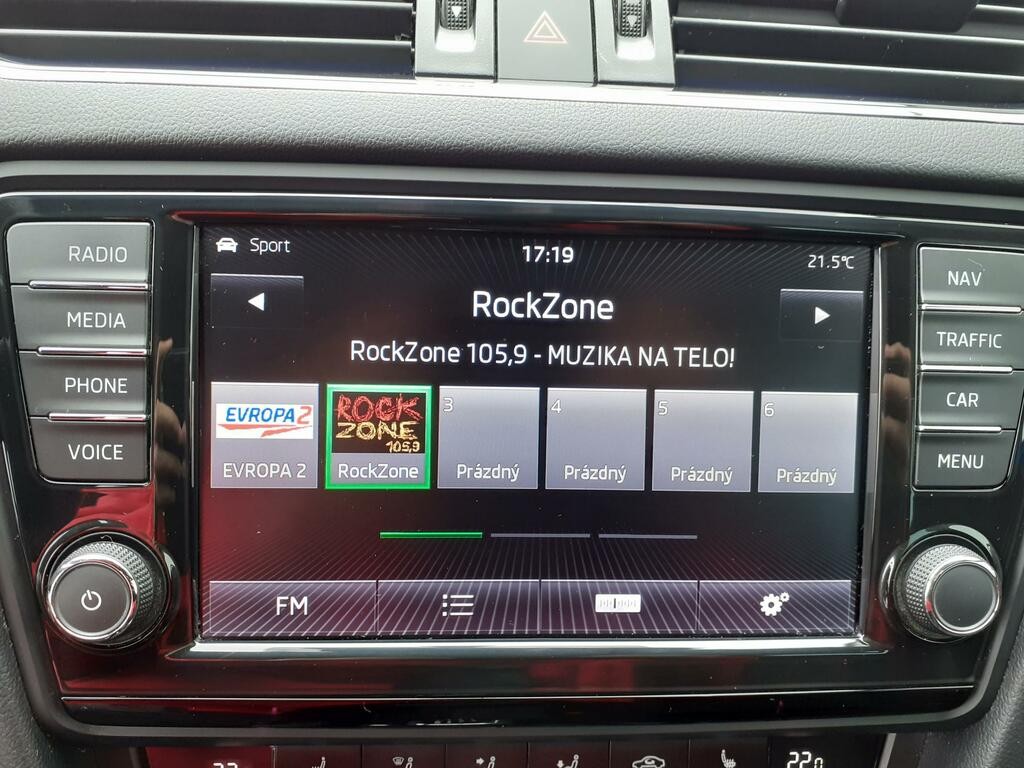 Sport
17:19
21.5°C
RockZone
RockZone 105,9 - MUZIKA NA TELO!
RADIO
MEDIA
PHONE
VOICE
NAV
TRAFFIC
CAR
MENU
EVROPA 2
EVROPA 2
ROCK
ZONE
105,9
RockZone
3
Prázdný
4
Prázdný
5
Prázdný
6
Prázdný
FM